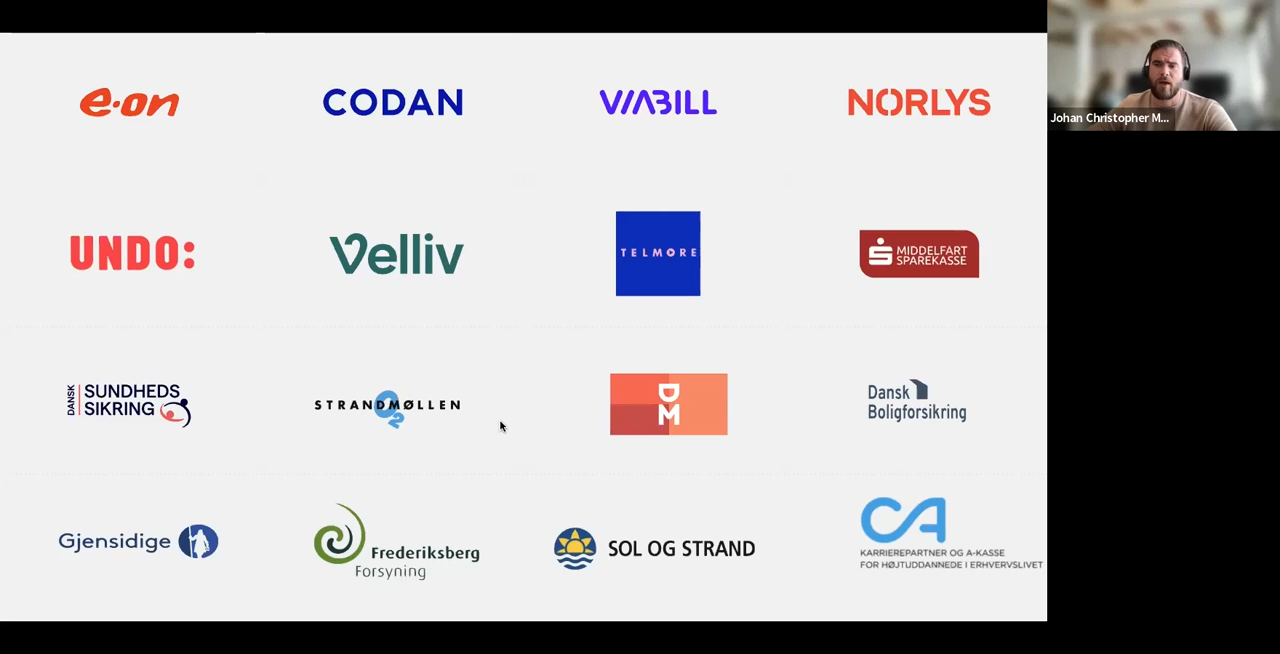 e·on
CODAN
VIABILL
NORLYS
Johan Christopher M...
UNDO:
Velliv
TELMORE
S MIDDELFART
SPAREKASSE
DANSK
SUNDHEDS
SIKRING
STRANDMØLLEN
O2
DM
Dansk
Boligforsikring
Gjensidige
Frederiksberg
Forsyning
SOL OG STRAND
CA
KARRIEREPARTNER OG A-KASSE
FOR HØJTUDDANNEDE I ERHVERVSLIVET